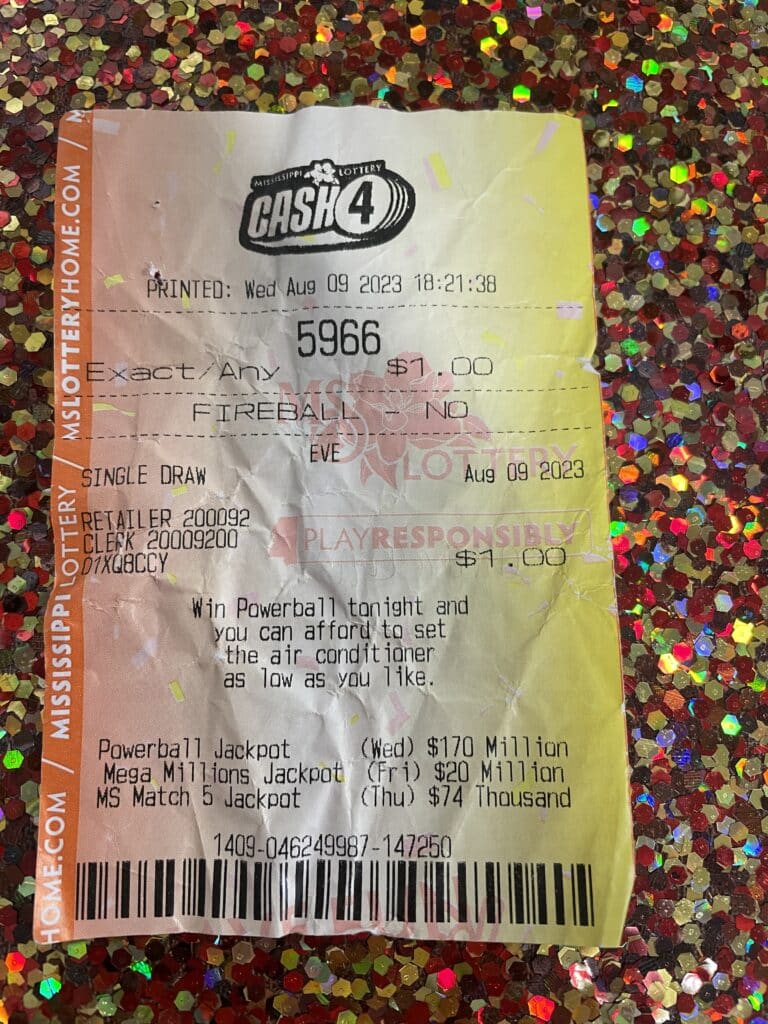 MISSISSIPPI LOTTERY
CASH 4
PRINTED: Wed Aug 09 2023 18:21:38
5966
Exact/Any $1.00
FIREBALL - NO
EVE
SINGLE DRAW Aug 09 2023
MS LOTTERY
RETAILER 200092
CLERK 20009200
01XQ8CCY
PLAYRESPONSIBLY
$1.00
Win Powerball tonight and
you can afford to set
the air conditioner
as low as you like.
Powerball Jackpot (Wed) $170 Million
Mega Millions Jackpot (Fri) $20 Million
MS Match 5 Jackpot (Thu) $74 Thousand
1409-046249987-147250
HOME.COM / MISSISSIPPI LOTTERY / MSLOTTERYHOME.COM / M